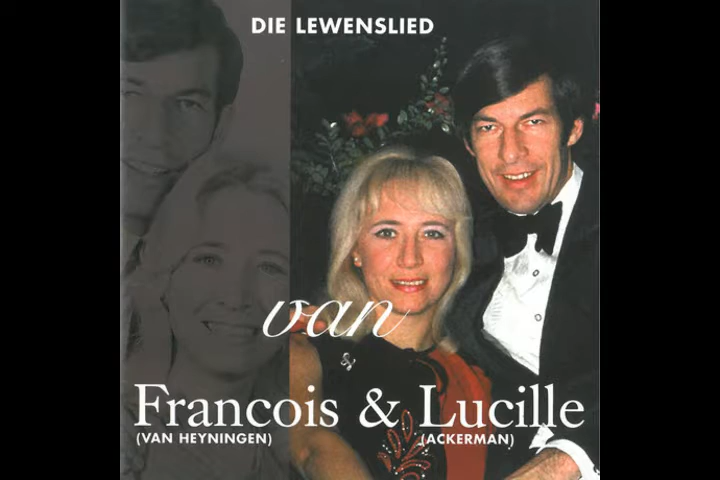 DIE LEWENSLIED
van
Francois & Lucille
(VAN HEYNINGEN) (ACKERMAN)